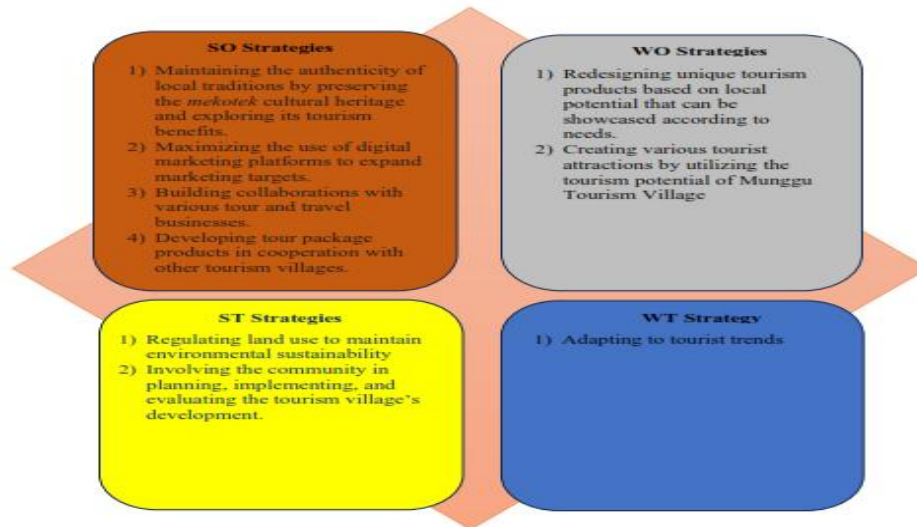 SO Strategies
1) Maintaining the authenticity of
local traditions by preserving
the mekotek cultural heritage
and exploring its tourism
benefits.
2) Maximizing the use of digital
marketing platforms to expand
marketing targets.
3) Building collaborations with
various tour and travel
businesses.
4) Developing tour package
products in cooperation with
other tourism villages.
WO Strategies
1) Redesigning unique tourism
products based on local
potential that can be
showcased according to
needs.
2) Creating various tourist
attractions by utilizing the
tourism potential of Munggu
Tourism Village
ST Strategies
1) Regulating land use to maintain
environmental sustainability
2) Involving the community in
planning, implementing, and
evaluating the tourism village's
development.
WT Strategy
1) Adapting to tourist trends